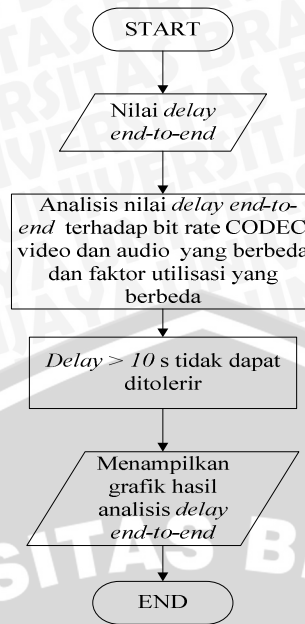 START
Nilai delay
end-to-end
Analisis nilai delay end-to-
end terhadap bit rate CODEC
video dan audio yang berbeda
dan faktor utilisasi yang
berbeda
Delay > 10 s tidak dapat
ditolerir
Menampilkan
grafik hasil
analisis delay
end-to-end
SITAS B
END